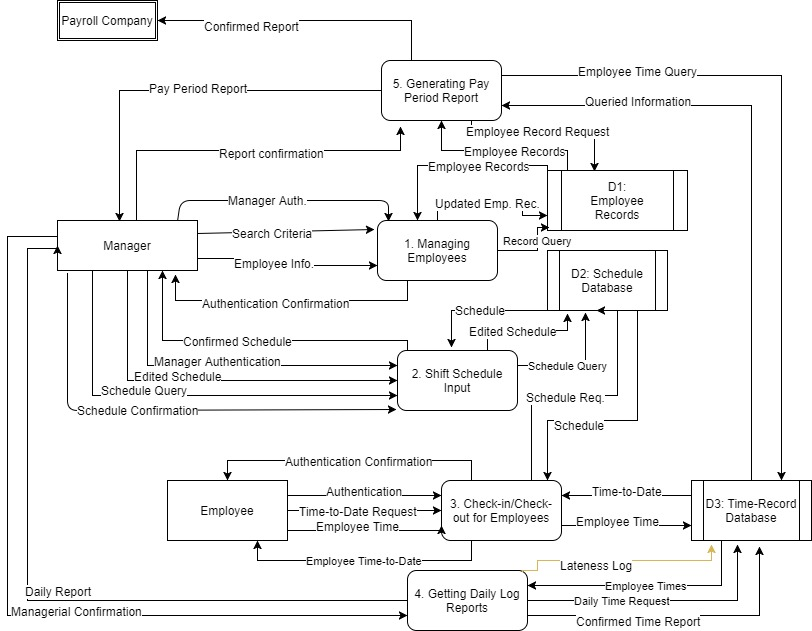 Payroll Company
Confirmed Report
5. Generating Pay
Period Report
Employee Time Query
Pay Period Report
Queried Information
Employee Record Request
Report confirmation
Employee Records
Employee Records
D1:
Employee
Records
Manager Auth.
Updated Emp. Rec.
Manager
Search Criteria
1. Managing
Employees
Record Query
Employee Info.
D2: Schedule
Database
Authentication Confirmation
Schedule
Edited Schedule
Confirmed Schedule
Manager Authentication
2. Shift Schedule
Input
Schedule Query
Edited Schedule
Schedule Query
Schedule Req.
Schedule Confirmation
Schedule
Authentication Confirmation
Employee
Authentication
3. Check-in/Check-
out for Employees
Time-to-Date
D3: Time-Record
Database
Time-to-Date Request
Employee Time
Employee Time
Employee Time-to-Date
Lateness Log
Daily Report
4. Getting Daily Log
Reports
Employee Times
Daily Time Request
Managerial Confirmation
Confirmed Time Report